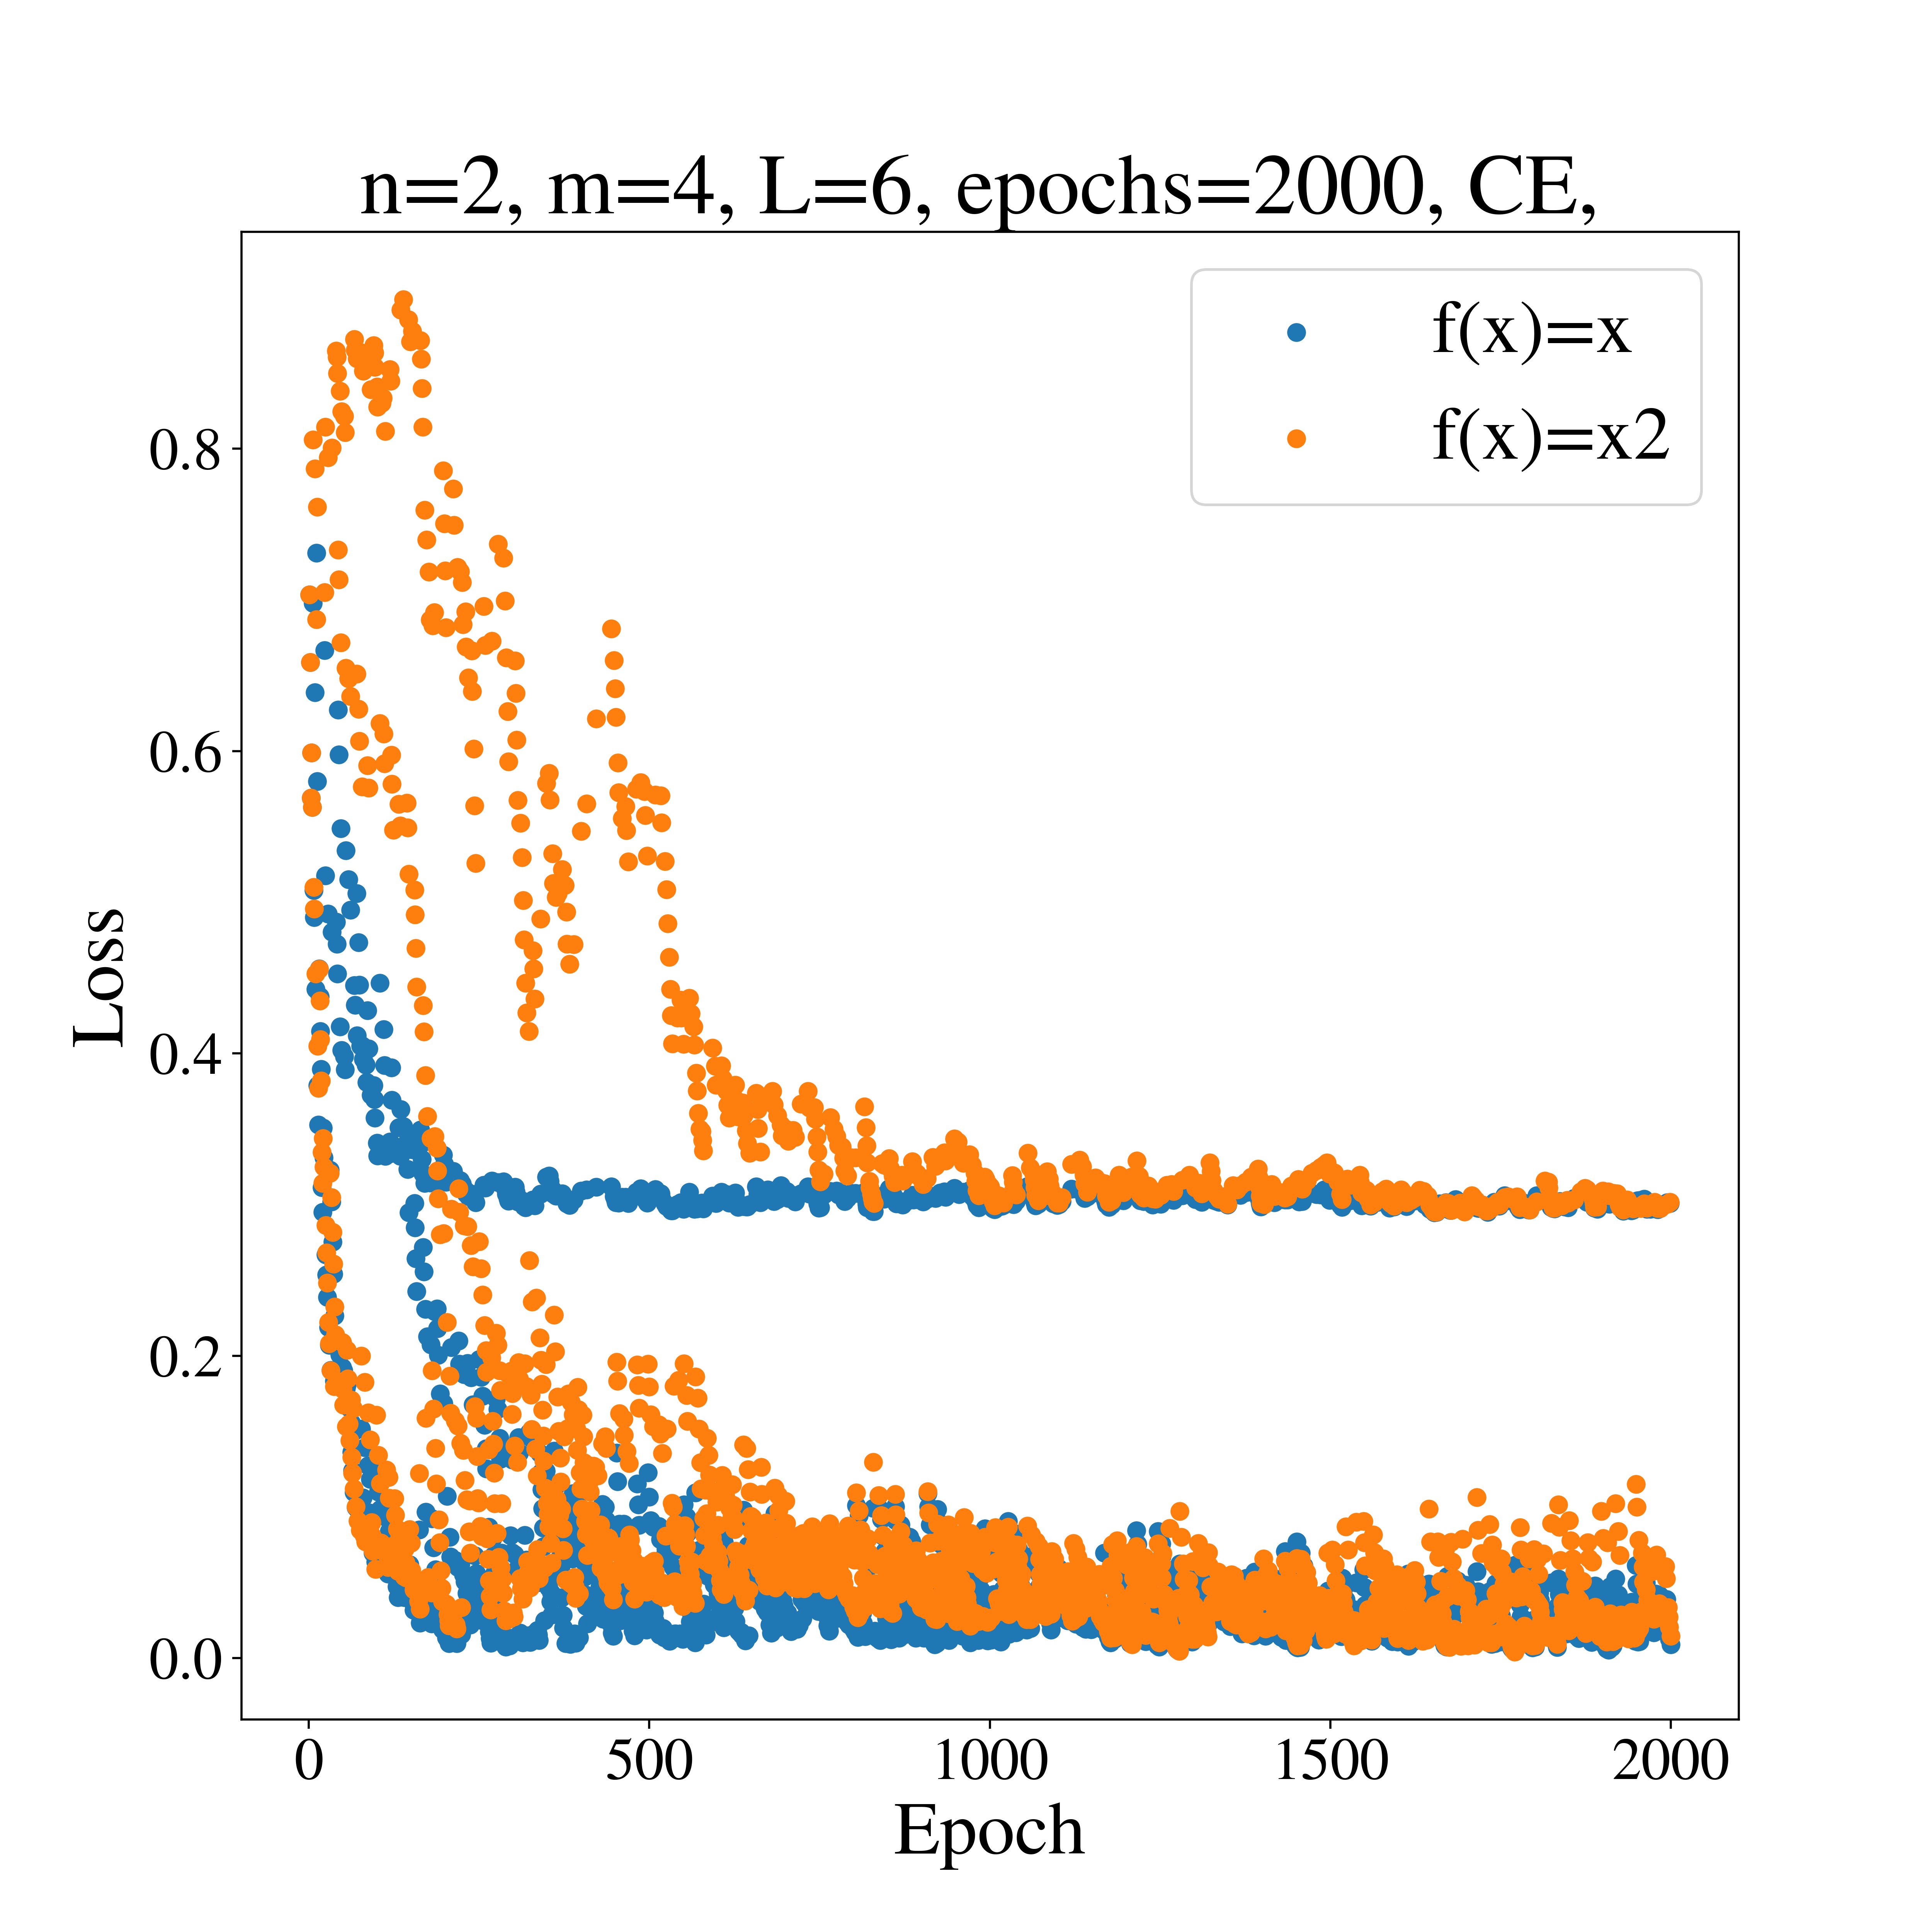 n=2, m=4, L=6, epochs=2000, CE,
f(x)=x
f(x)=x2
0.8
0.6
0.4
0.2
0.0
Loss
0 500 1000 1500 2000
Epoch